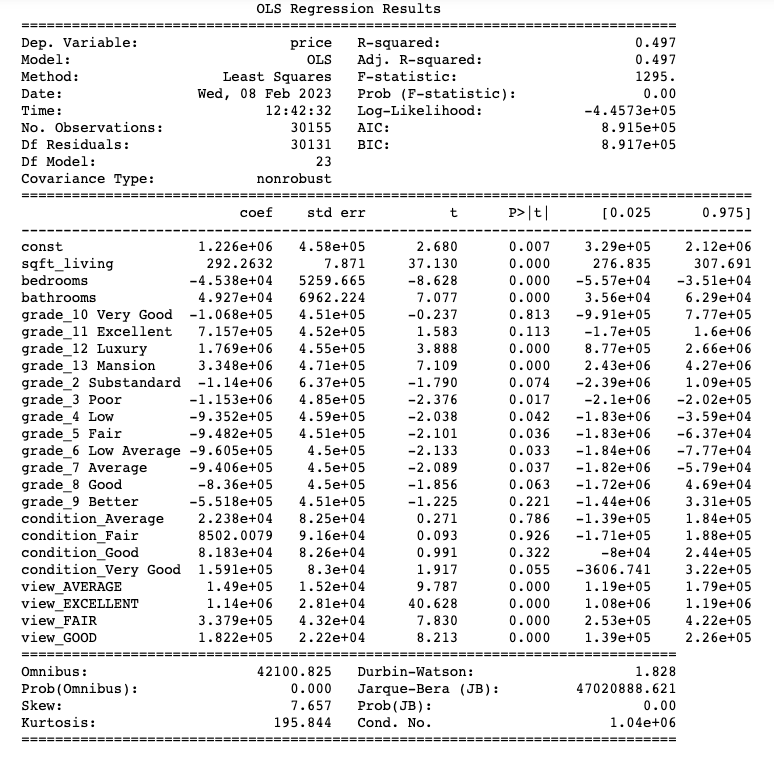 OLS Regression Results
==============================================================================
Dep. Variable: price R-squared: 0.497
Model: OLS Adj. R-squared: 0.497
Method: Least Squares F-statistic: 1295.
Date: Wed, 08 Feb 2023 Prob (F-statistic): 0.00
Time: 12:42:32 Log-Likelihood: -4.4573e+05
No. Observations: 30155 AIC: 8.915e+05
Df Residuals: 30131 BIC: 8.917e+05
Df Model: 23
Covariance Type: nonrobust
==============================================================================
coef std err t P>|t| [0.025 0.975]
------------------------------------------------------------------------------
const 1.226e+06 4.58e+05 2.680 0.007 3.29e+05 2.12e+06
sqft_living 292.2632 7.871 37.130 0.000 276.835 307.691
bedrooms -4.538e+04 5259.665 -8.628 0.000 -5.57e+04 -3.51e+04
bathrooms 4.927e+04 6962.224 7.077 0.000 3.56e+04 6.29e+04
grade_10 Very Good -1.068e+05 4.51e+05 -0.237 0.813 -9.91e+05 7.77e+05
grade_11 Excellent 7.157e+05 4.52e+05 1.583 0.113 -1.7e+05 1.6e+06
grade_12 Luxury 1.769e+06 4.55e+05 3.888 0.000 8.77e+05 2.66e+06
grade_13 Mansion 3.348e+06 4.71e+05 7.109 0.000 2.43e+06 4.27e+06
grade_2 Substandard -1.14e+06 6.37e+05 -1.790 0.074 -2.39e+06 1.09e+05
grade_3 Poor -1.153e+06 4.85e+05 -2.376 0.017 -2.1e+06 -2.02e+05
grade_4 Low -9.352e+05 4.59e+05 -2.038 0.042 -1.83e+06 -3.59e+04
grade_5 Fair -9.482e+05 4.51e+05 -2.101 0.036 -1.83e+06 -6.37e+04
grade_6 Low Average -9.605e+05 4.5e+05 -2.133 0.033 -1.84e+06 -7.77e+04
grade_7 Average -9.406e+05 4.5e+05 -2.089 0.037 -1.82e+06 -5.79e+04
grade_8 Good -8.36e+05 4.5e+05 -1.856 0.063 -1.72e+06 4.69e+04
grade_9 Better -5.518e+05 4.51e+05 -1.225 0.221 -1.44e+06 3.31e+05
condition_Average 2.238e+04 8.25e+04 0.271 0.786 -1.39e+05 1.84e+05
condition_Fair 8502.0079 9.16e+04 0.093 0.926 -1.71e+05 1.88e+05
condition_Good 8.183e+04 8.26e+04 0.991 0.322 -8e+04 2.44e+05
condition_Very Good 1.591e+05 8.3e+04 1.917 0.055 -3606.741 3.22e+05
view_AVERAGE 1.49e+05 1.52e+04 9.787 0.000 1.19e+05 1.79e+05
view_EXCELLENT 1.14e+06 2.81e+04 40.628 0.000 1.08e+06 1.19e+06
view_FAIR 3.379e+05 4.32e+04 7.830 0.000 2.53e+05 4.22e+05
view_GOOD 1.822e+05 2.22e+04 8.213 0.000 1.39e+05 2.26e+05
==============================================================================
Omnibus: 42100.825 Durbin-Watson: 1.828
Prob(Omnibus): 0.000 Jarque-Bera (JB): 47020888.621
Skew: 7.657 Prob(JB): 0.00
Kurtosis: 195.844 Cond. No. 1.04e+06
==============================================================================